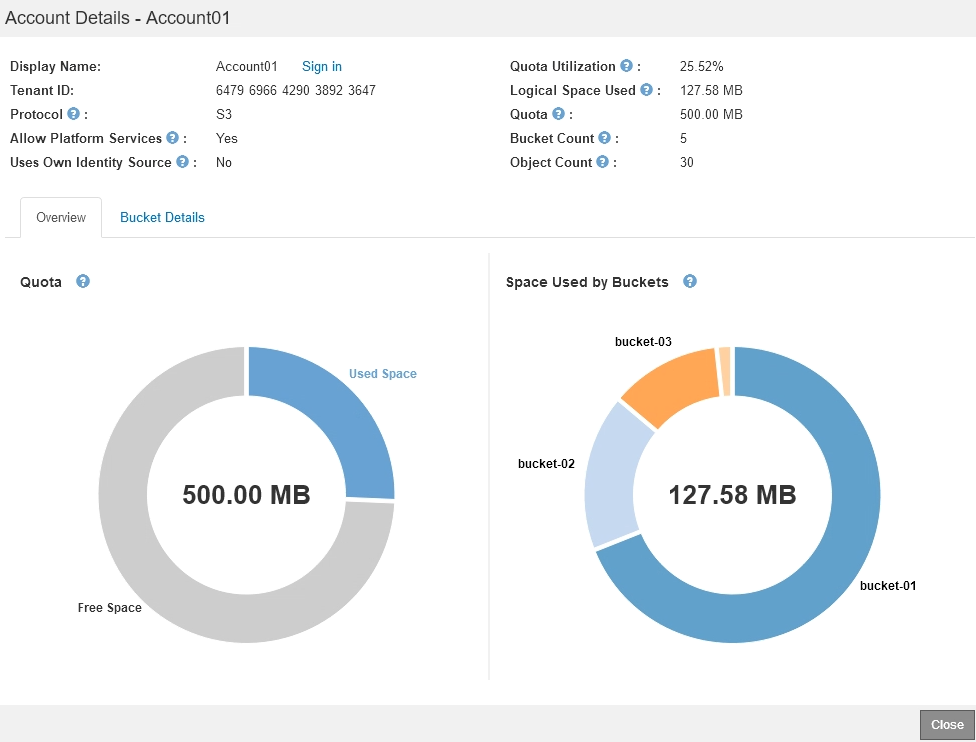 Account Details - Account01
Display Name: Account01 Sign in
Tenant ID: 6479 6966 4290 3892 3647
Protocol ? : S3
Allow Platform Services ? : Yes
Uses Own Identity Source ? : No
Quota Utilization ? : 25.52%
Logical Space Used ? : 127.58 MB
Quota ? : 500.00 MB
Bucket Count ? : 5
Object Count ? : 30
Overview Bucket Details
Quota ?
Used Space
500.00 MB
Free Space
Space Used by Buckets ?
bucket-03
bucket-02
127.58 MB
bucket-01
Close